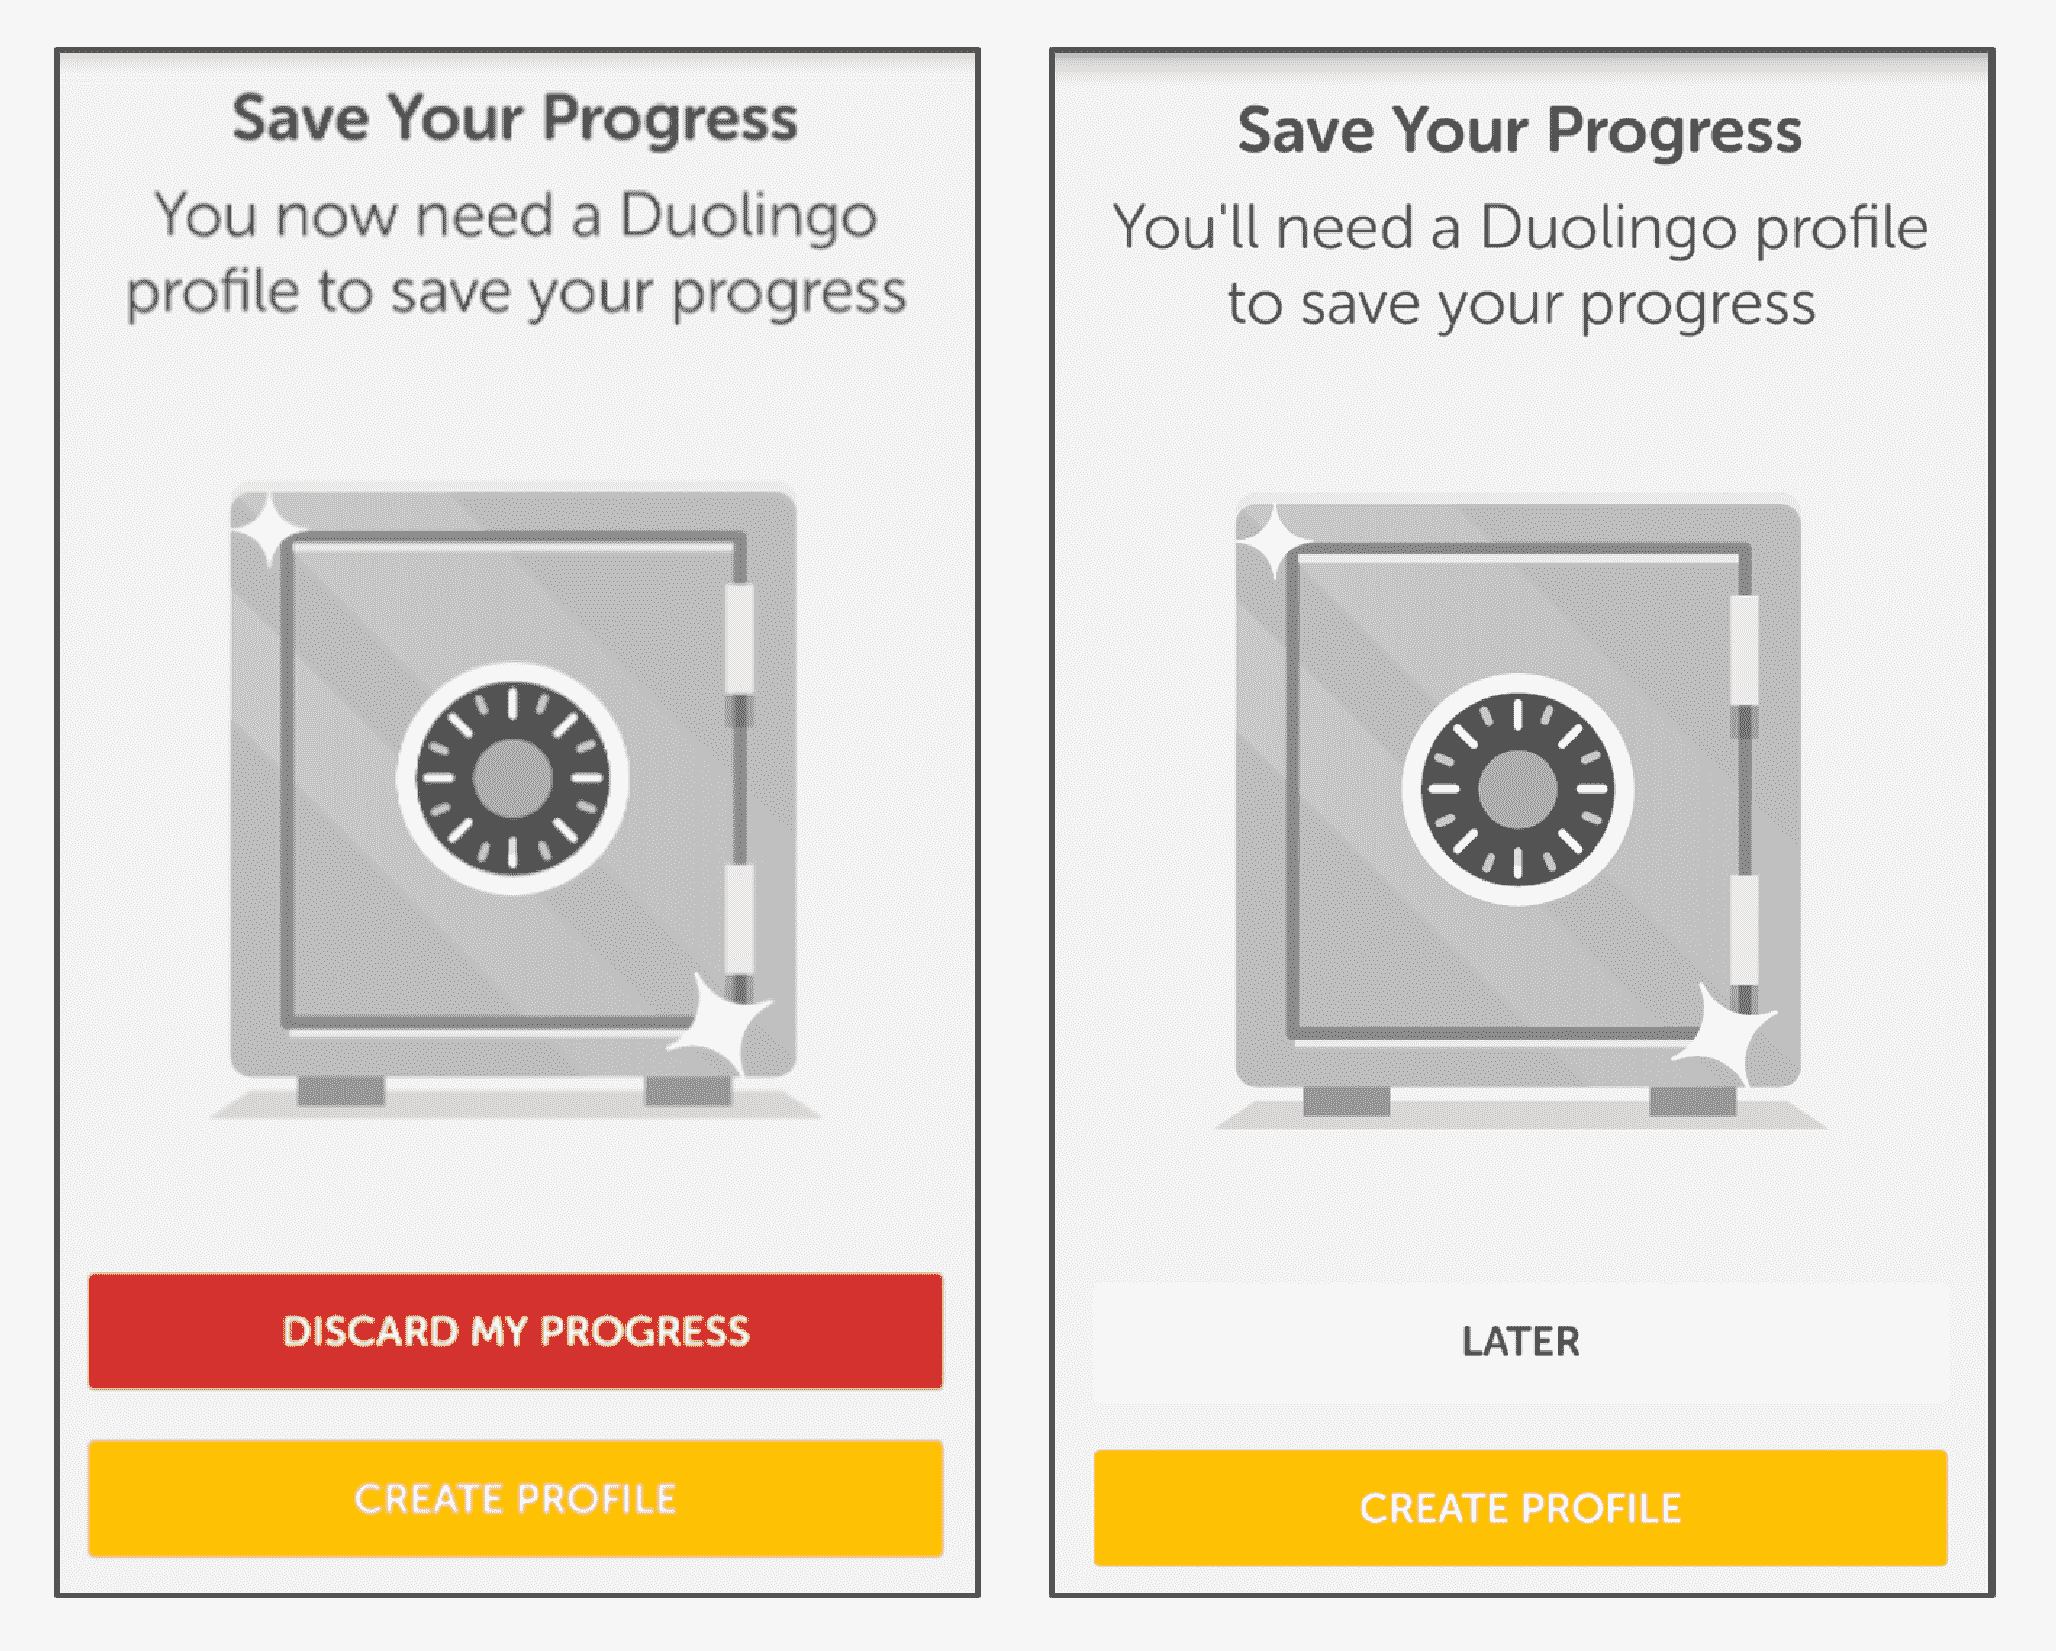 Save Your Progress
You now need a Duolingo
profile to save your progress
DISCARD MY PROGRESS
CREATE PROFILE
Save Your Progress
You'll need a Duolingo profile
to save your progress
LATER
CREATE PROFILE